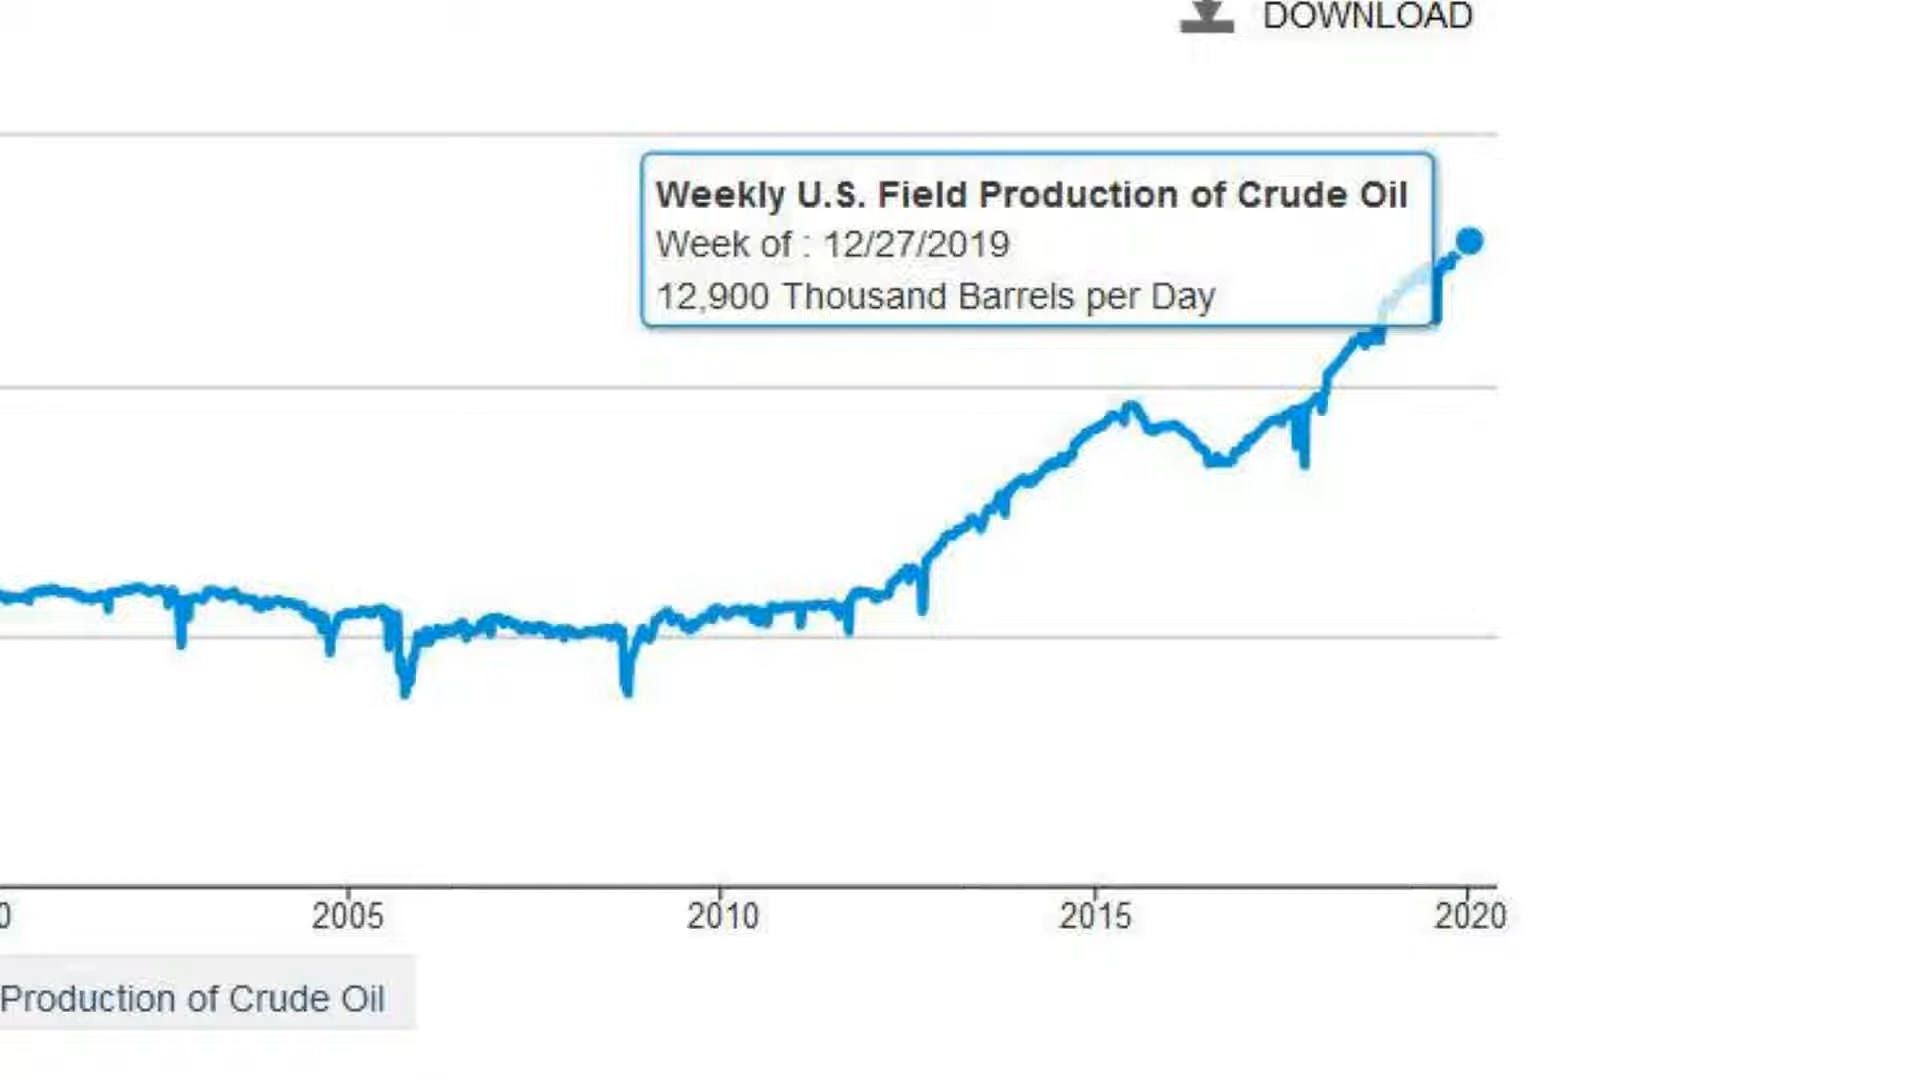 DOWNLOAD
Weekly U.S. Field Production of Crude Oil
Week of : 12/27/2019
12,900 Thousand Barrels per Day
0
2005
2010
2015
2020
Production of Crude Oil